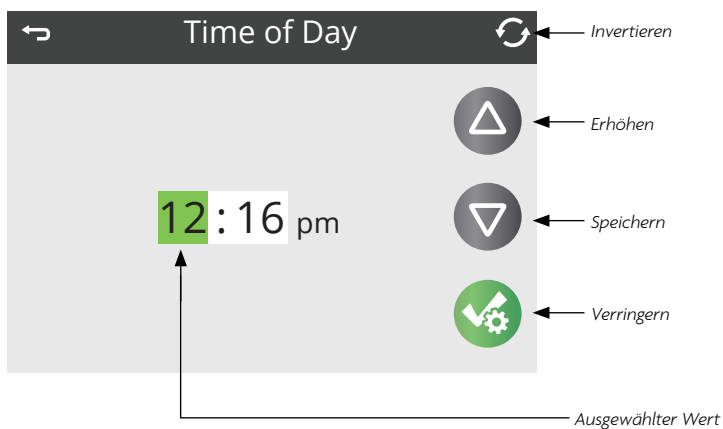 Time of Day
Invertieren
Erhöhen
12 : 16 pm
Speichern
Verringern
Ausgewählter Wert